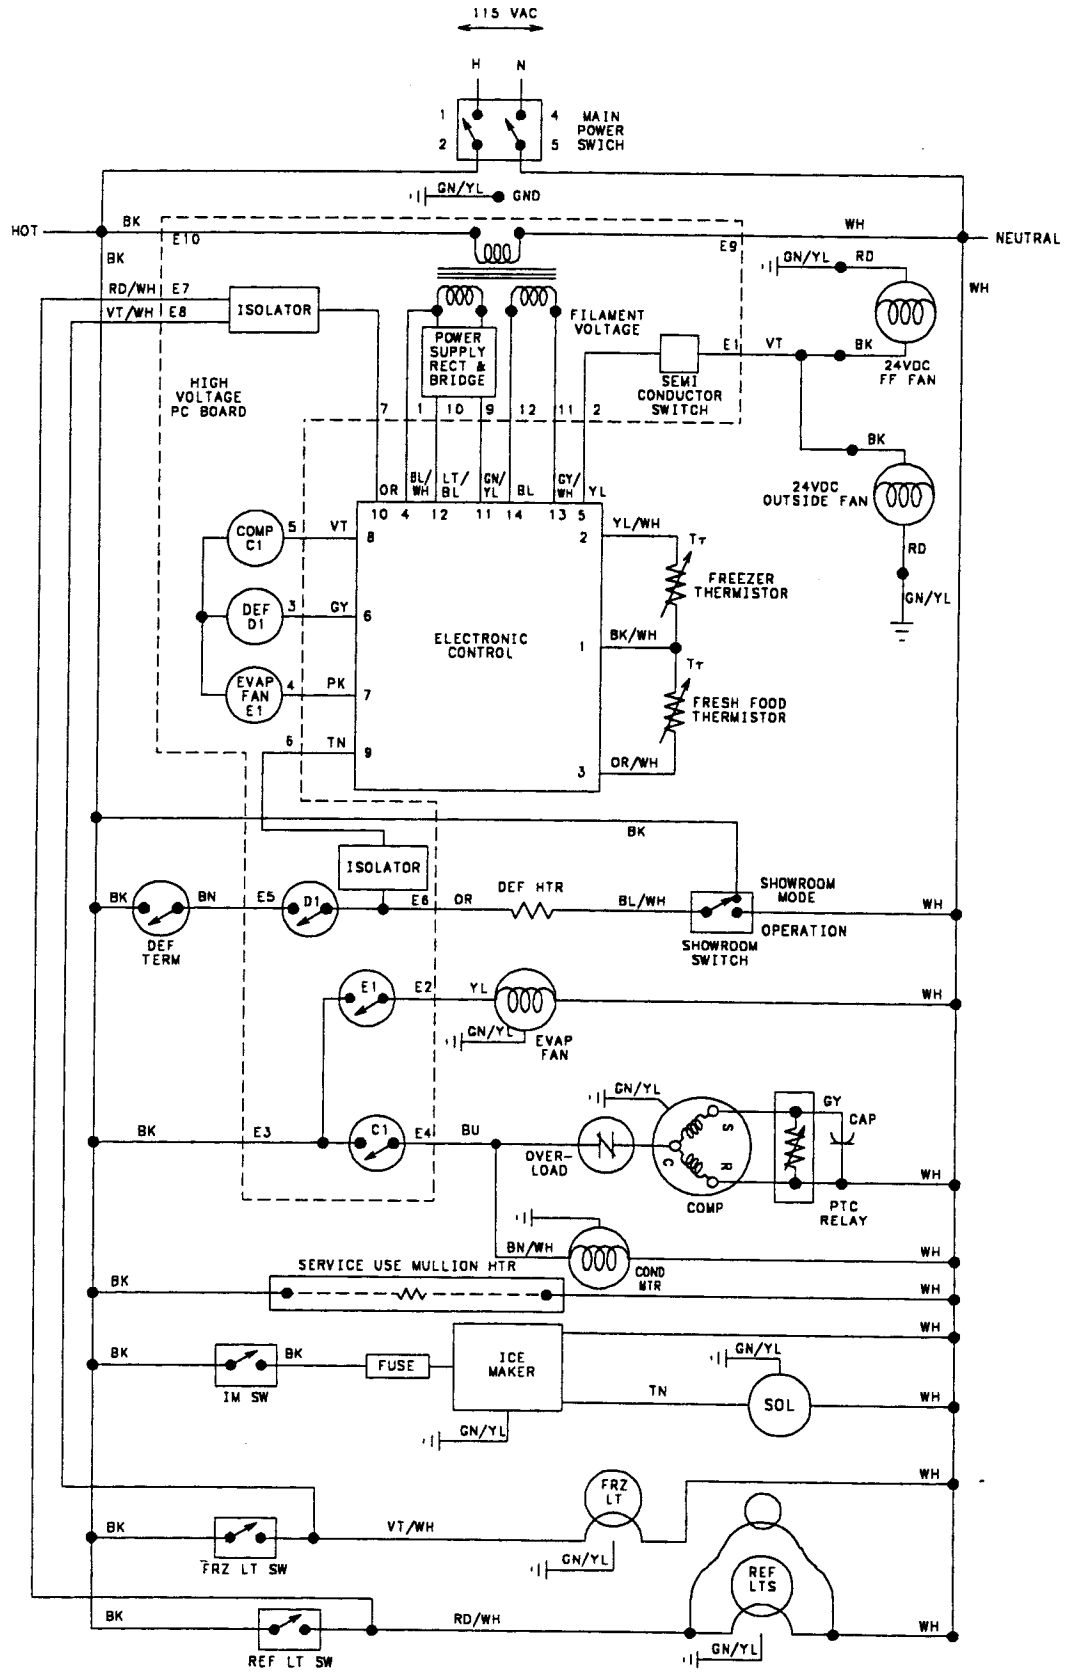 115 VAC
H N
1 4
2 5
MAIN
POWER
SWICH
GN/YL GND
HOT BK E10 E9 WH NEUTRAL
BK
WH
RD/WH E7
VT/WH E8
ISOLATOR
GN/YL RD
FILAMENT
VOLTAGE
POWER
SUPPLY
RECT &
BRIDGE
E1 VT BK
24VDC
FF FAN
SEMI
CONDUCTOR
SWITCH
HIGH
VOLTAGE
PC BOARD
7 1 10 9 12 11 2
BK
24VDC
OUTSIDE FAN
RD
GN/YL
OR BL/WH LT/BL GN/YL BL GY/WH YL
10 4 12 11 14 13 5
COMP
C1
5 VT 8
2 YL/WH
TT
FREEZER
THERMISTOR
DEF
D1
3 GY 6
ELECTRONIC
CONTROL
1 BK/WH
TT
EVAP
FAN
E1
4 PK 7
FRESH FOOD
THERMISTOR
6 TN 9
3 OR/WH
BK
ISOLATOR
BK BN E5 D1 E6 OR DEF HTR BL/WH WH
DEF
TERM
SHOWROOM
MODE
OPERATION
SHOWROOM
SWITCH
E1 E2 YL WH
GN/YL
EVAP
FAN
GN/YL
BK E3 C1 E4 BU
OVER-
LOAD
S
C
R
COMP
GY
CAP
WH
PTC
RELAY
BN/WH
COND
MTR
WH
SERVICE USE MULLION HTR
BK WH
BK BK
IM SW
FUSE
ICE
MAKER
WH
GN/YL
TN SOL WH
GN/YL
FRZ
LT
WH
BK VT/WH
FRZ LT SW
GN/YL
REF
LTS
BK RD/WH WH
REF LT SW
GN/YL